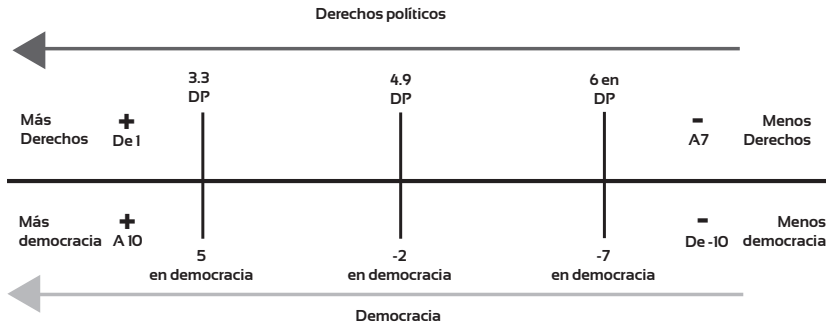 Derechos políticos
3.3
DP
4.9
DP
6 en
DP
Más
Derechos
+
De 1
-
A7
Menos
Derechos
Más
democracia
+
A 10
-
De -10
Menos
democracia
5
en democracia
-2
en democracia
-7
en democracia
Democracia